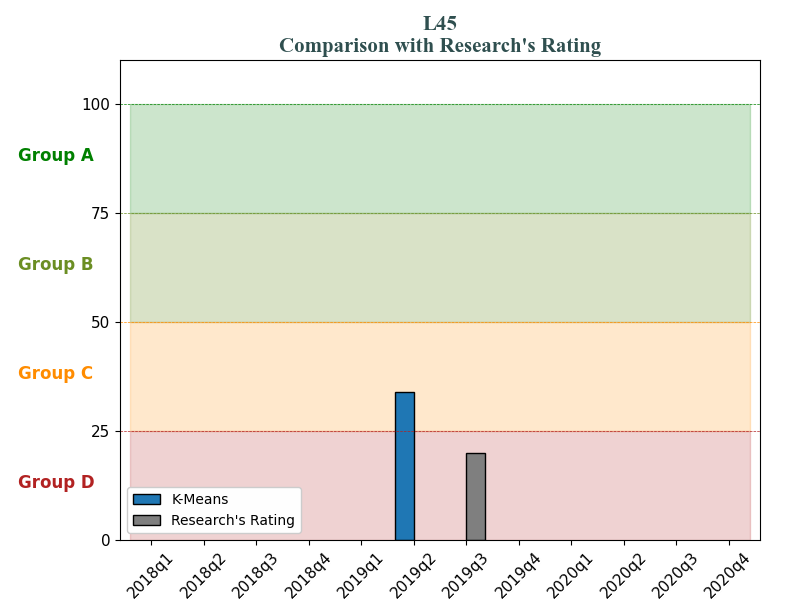 L45
Comparison with Research's Rating
100
Group A
75
Group B
50
Group C
25
Group D
0
K-Means
Research's Rating
2018q1
2018q2
2018q3
2018q4
2019q1
2019q2
2019q3
2019q4
2020q1
2020q2
2020q3
2020q4